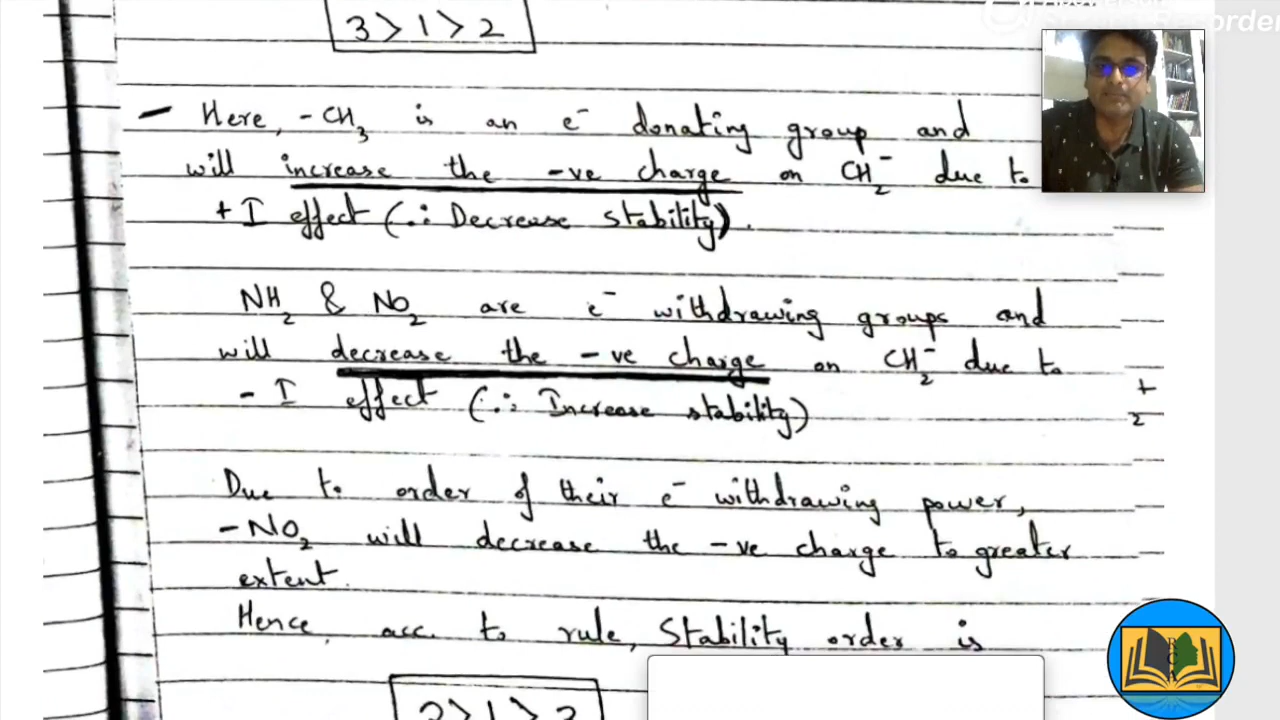 3 > 1 > 2
Here, - CH3 is an e⁻ donating group and
will increase the -ve charge on CH2⁻ due to
+ I effect (∴ Decrease stability).
NH2 & NO2 are e⁻ withdrawing groups and
will decrease the -ve charge on CH2⁻ due to
- I effect (∴ Increase stability)
+
2
Due to order of their e⁻ withdrawing power,
- NO2 will decrease the -ve charge to greater
extent.
Hence, acc. to rule, Stability order is